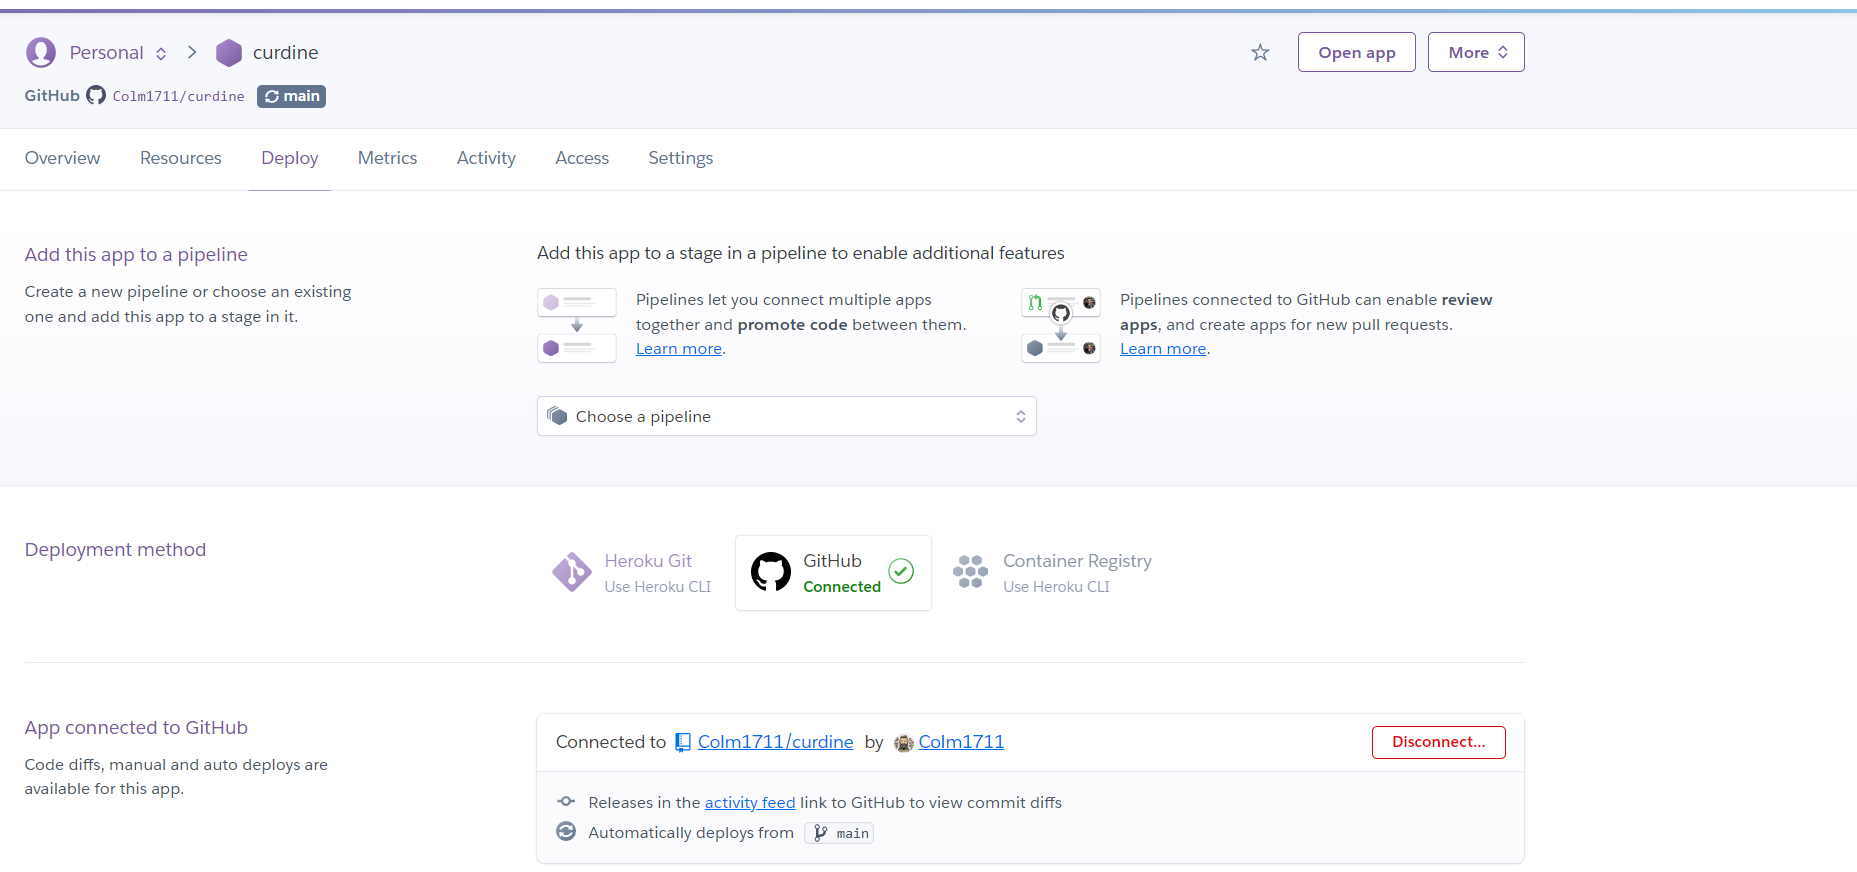 Personal
curdine
Open app
More
GitHub Colm1711/curdine main
Overview Resources Deploy Metrics Activity Access Settings
Add this app to a pipeline
Create a new pipeline or choose an existing
one and add this app to a stage in it.
Add this app to a stage in a pipeline to enable additional features
Pipelines let you connect multiple apps
together and promote code between them.
Learn more.
Pipelines connected to GitHub can enable review
apps, and create apps for new pull requests.
Learn more.
Choose a pipeline
Deployment method
Heroku Git
Use Heroku CLI
GitHub
Connected
Container Registry
Use Heroku CLI
App connected to GitHub
Code diffs, manual and auto deploys are
available for this app.
Connected to Colm1711/curdine by Colm1711
Disconnect...
Releases in the activity feed link to GitHub to view commit diffs
Automatically deploys from main